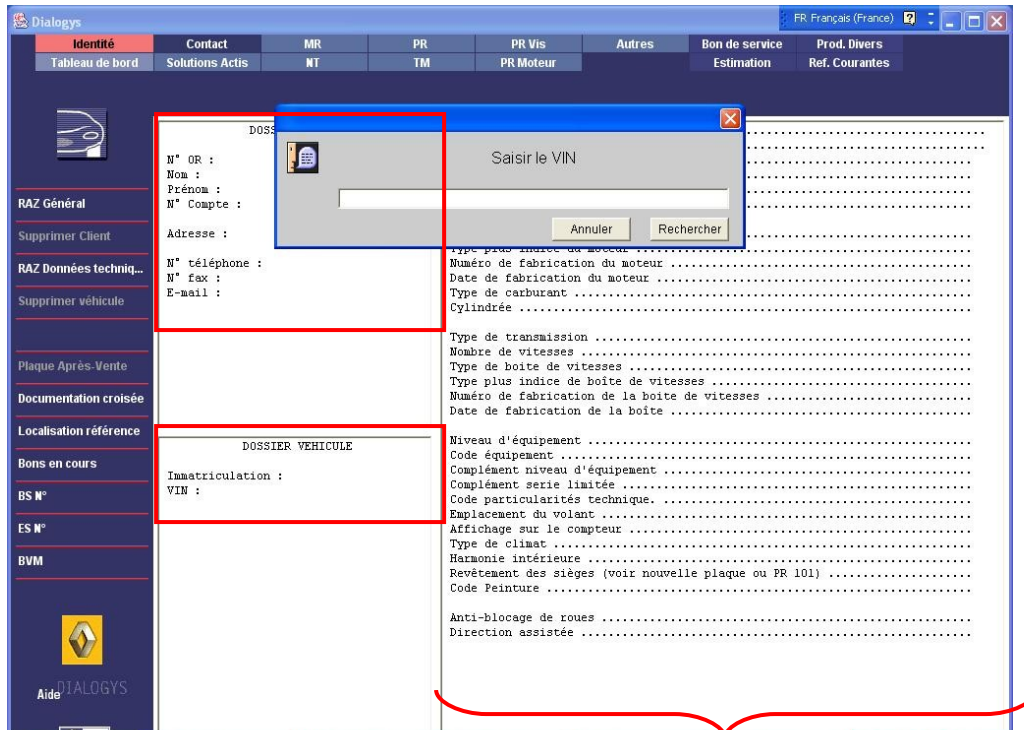 Dialogys
FR Français (France)
Identité Contact MR PR PR Vis Autres Bon de service Prod. Divers
Tableau de bord Solutions Actis NT TM PR Moteur Estimation Ref. Courantes
RAZ Général
Supprimer Client
RAZ Données techniq...
Supprimer véhicule
Plaque Après-Vente
Documentation croisée
Localisation référence
Bons en cours
BS N°
ES N°
BVM
Aide DIALOGYS
DOSS
N° OR :
Nom :
Prénom :
N° Compte :
Adresse :
N° téléphone :
N° fax :
E-mail :
DOSSIER VEHICULE
Immatriculation :
VIN :
Saisir le VIN
Annuler Rechercher
Type plus indice du moteur ........................................
Numéro de fabrication du moteur ........................................
Date de fabrication du moteur ........................................
Type de carburant ........................................
Cylindrée ........................................
Type de transmission ........................................
Nombre de vitesses ........................................
Type de boite de vitesses ........................................
Type plus indice de boîte de vitesses ........................................
Numéro de fabrication de la boite de vitesses ........................................
Date de fabrication de la boîte ........................................
Niveau d'équipement ........................................
Code équipement ........................................
Complément niveau d'équipement ........................................
Complément serie limitée ........................................
Code particularités technique. ........................................
Emplacement du volant ........................................
Affichage sur le compteur ........................................
Type de climat ........................................
Harmonie intérieure ........................................
Revêtement des sièges (voir nouvelle plaque ou PR 101) ........................................
Code Peinture ........................................
Anti-blocage de roues ........................................
Direction assistée ........................................